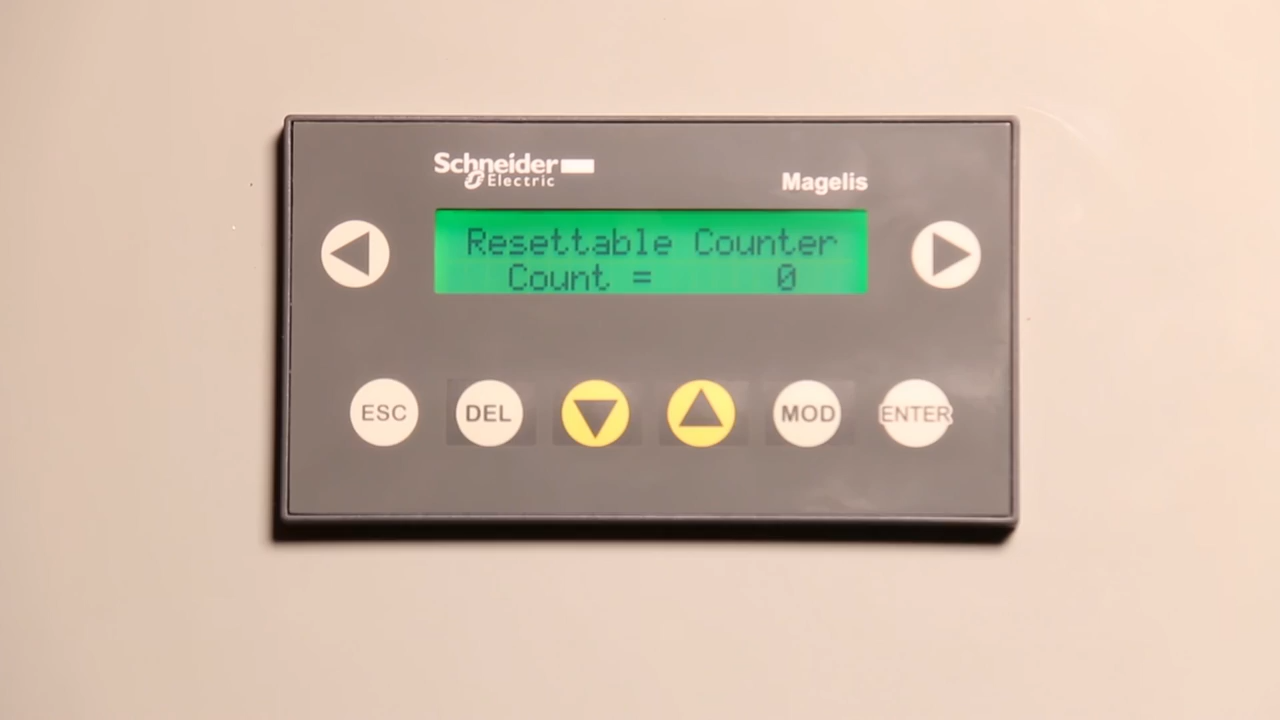 Schneider
Electric
Magelis
Resettable Counter
Count = 0
ESC DEL MOD ENTER